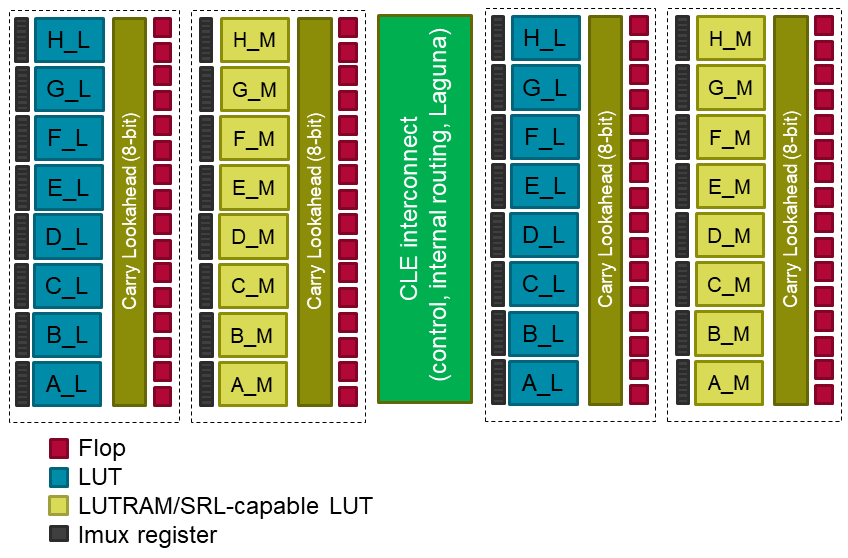 H_L
G_L
F_L
E_L
D_L
C_L
B_L
A_L
Carry Lookahead (8-bit)
H_M
G_M
F_M
E_M
D_M
C_M
B_M
A_M
Carry Lookahead (8-bit)
CLE interconnect
(control, internal routing, Laguna)
H_L
G_L
F_L
E_L
D_L
C_L
B_L
A_L
Carry Lookahead (8-bit)
H_M
G_M
F_M
E_M
D_M
C_M
B_M
A_M
Carry Lookahead (8-bit)
Flop
LUT
LUTRAM/SRL-capable LUT
Imux register